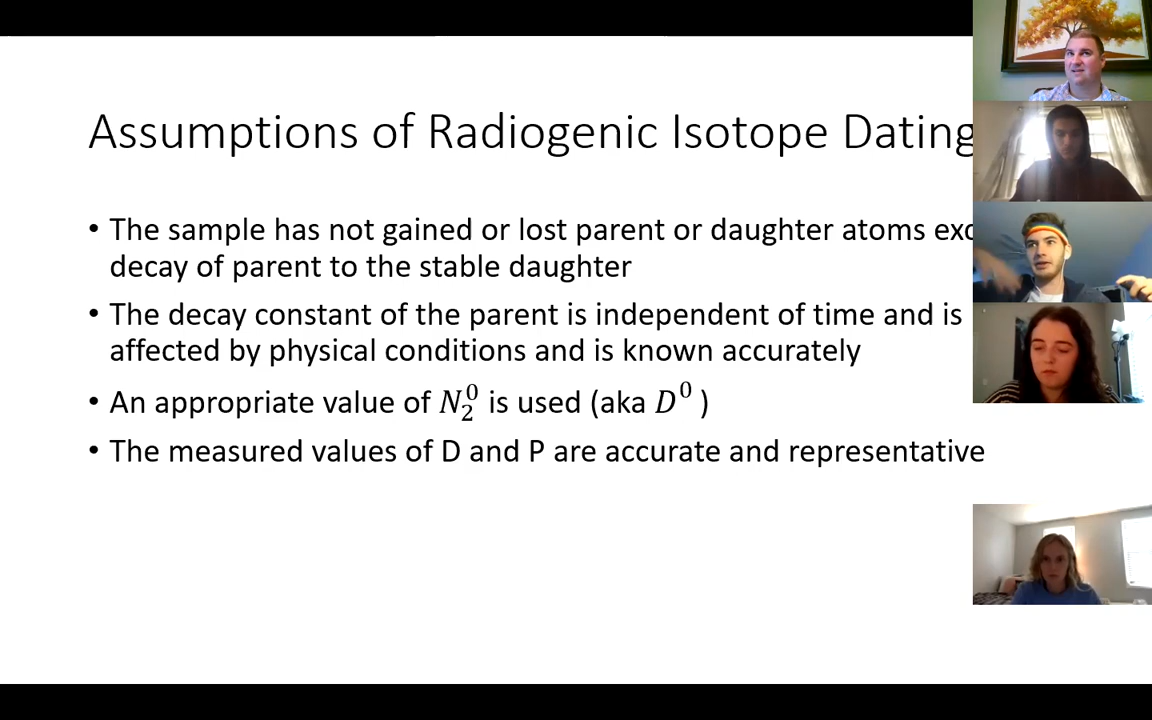 Assumptions of Radiogenic Isotope Dating
• The sample has not gained or lost parent or daughter atoms
decay of parent to the stable daughter
• The decay constant of the parent is independent of time and is
affected by physical conditions and is known accurately
• An appropriate value of N₂⁰ is used (aka D⁰ )
• The measured values of D and P are accurate and representative